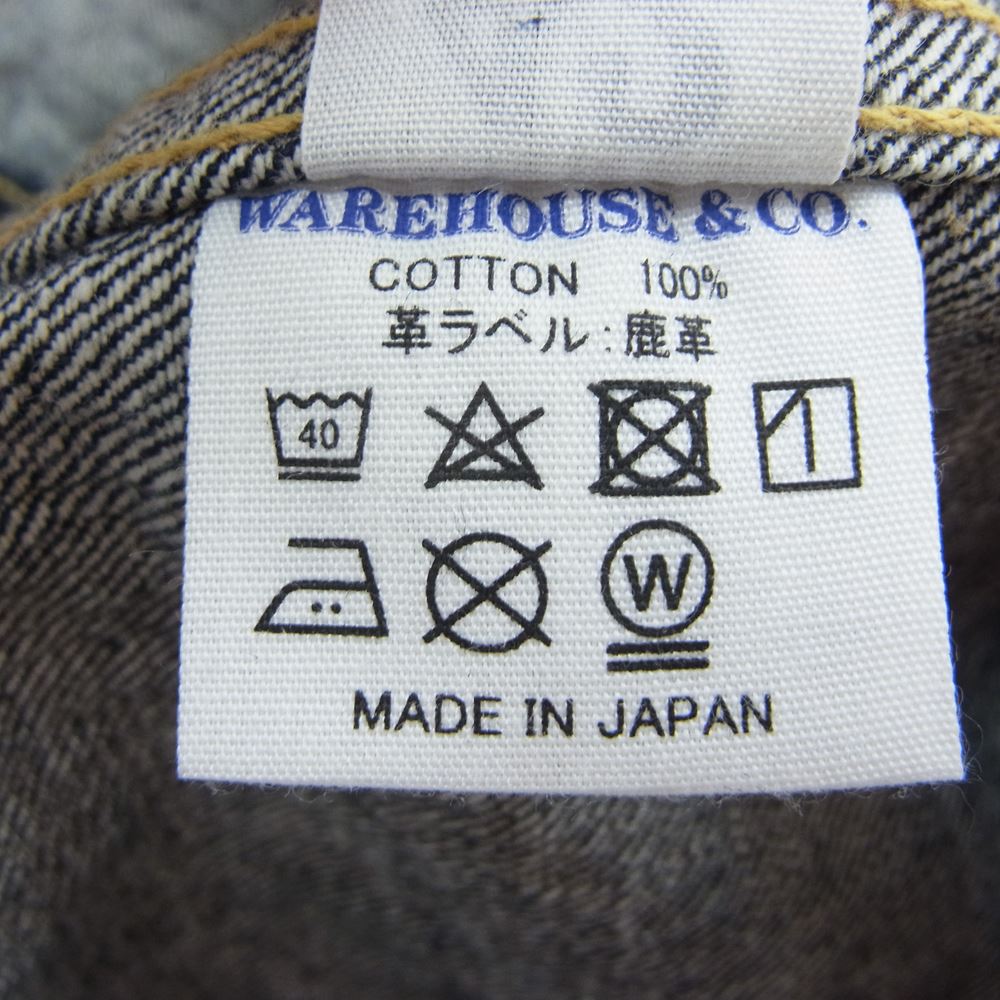 WAREHOUSE & CO.
COTTON 100%
革ラベル:鹿革
40
W
MADE IN JAPAN